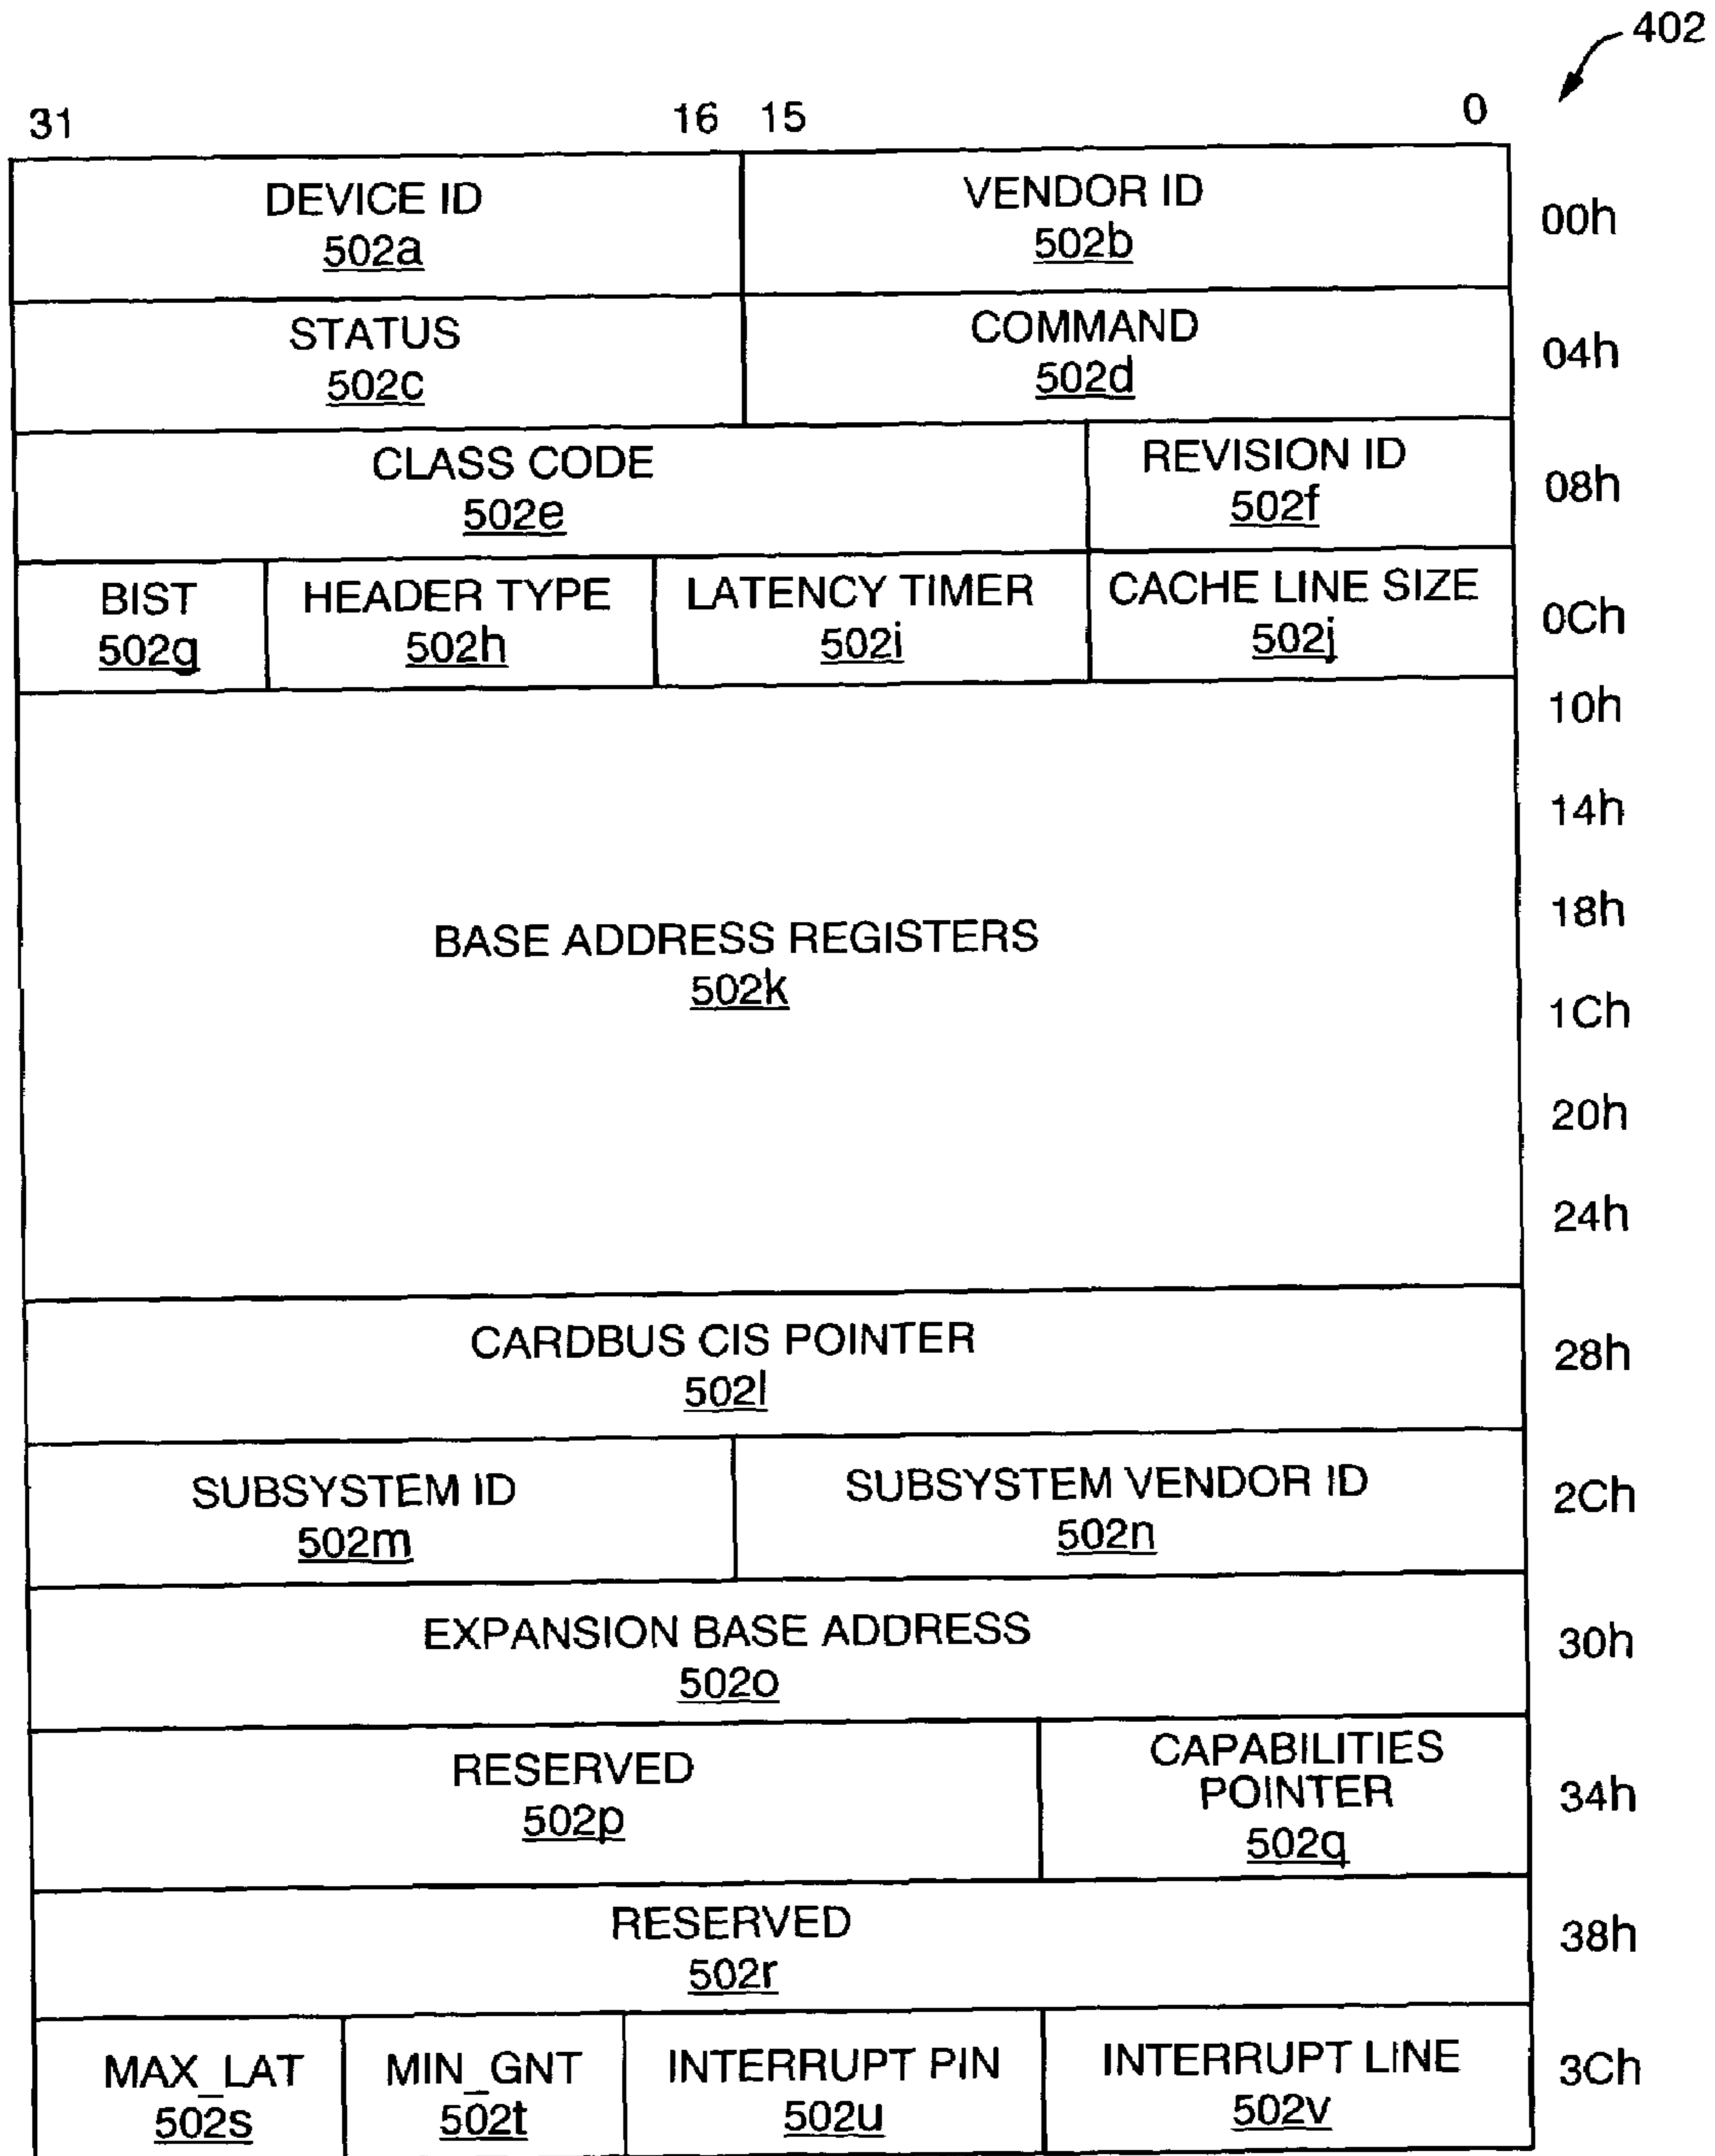 402
31 16 15 0
DEVICE ID VENDOR ID
502a 502b 00h
STATUS COMMAND
502c 502d 04h
CLASS CODE REVISION ID
502e 502f 08h
BIST HEADER TYPE LATENCY TIMER CACHE LINE SIZE
502g 502h 502i 502j 0Ch
10h
14h
18h
BASE ADDRESS REGISTERS
502k
1Ch
20h
24h
CARDBUS CIS POINTER
502l 28h
SUBSYSTEM ID SUBSYSTEM VENDOR ID
502m 502n 2Ch
EXPANSION BASE ADDRESS
502o 30h
RESERVED CAPABILITIES
POINTER
502p 502q 34h
RESERVED
502r 38h
MAX_LAT MIN_GNT INTERRUPT PIN INTERRUPT LINE
502s 502t 502u 502v 3Ch